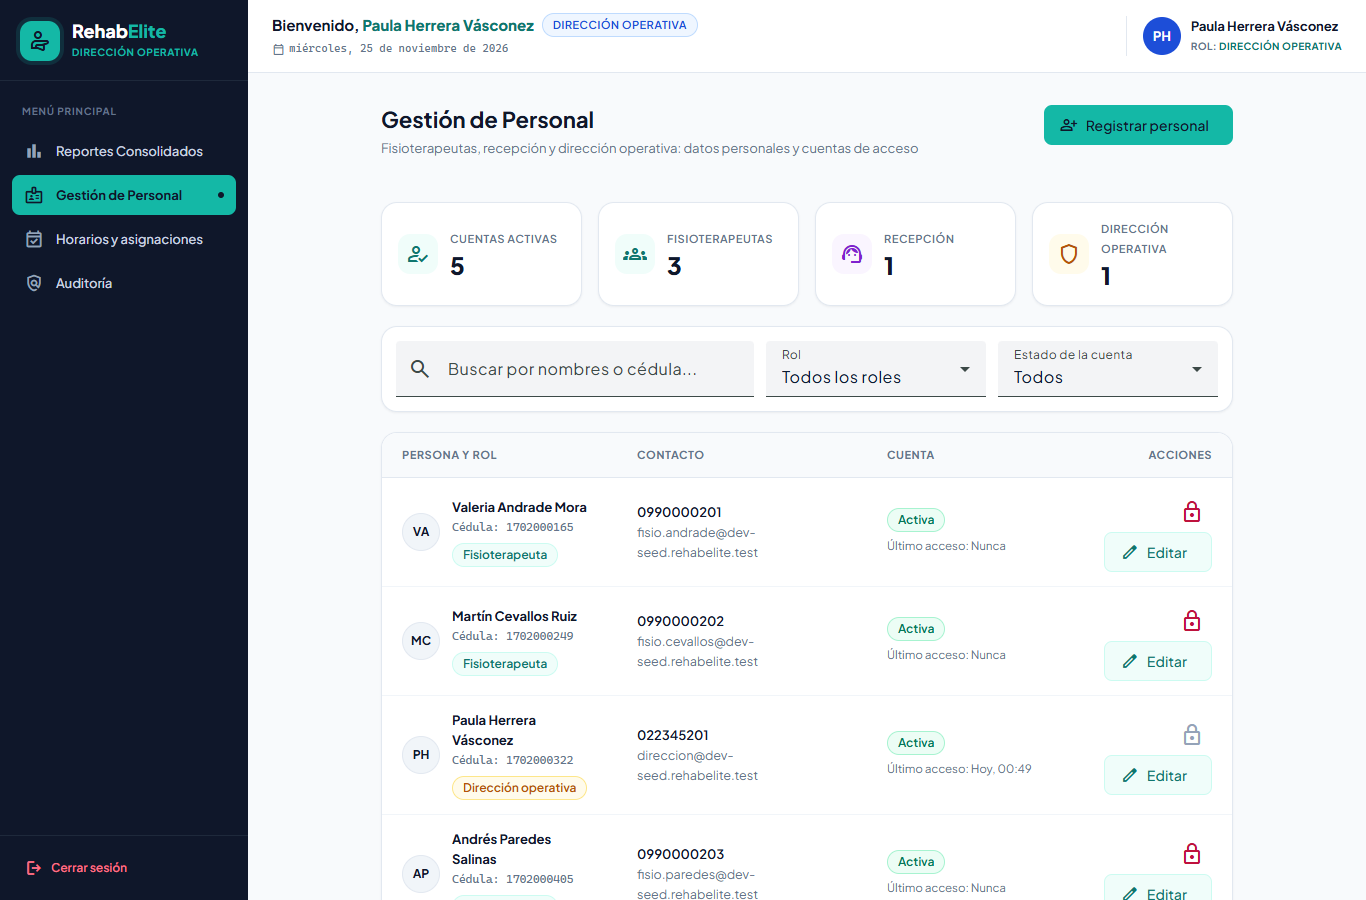 RehabElite
DIRECCIÓN OPERATIVA
MENÚ PRINCIPAL
Reportes Consolidados
Gestión de Personal
Horarios y asignaciones
Auditoría
Cerrar sesión
Bienvenido, Paula Herrera Vásconez DIRECCIÓN OPERATIVA
miércoles, 25 de noviembre de 2026
PH
Paula Herrera Vásconez
ROL: DIRECCIÓN OPERATIVA
Gestión de Personal
Fisioterapeutas, recepción y dirección operativa: datos personales y cuentas de acceso
Registrar personal
CUENTAS ACTIVAS
5
FISIOTERAPEUTAS
3
RECEPCIÓN
1
DIRECCIÓN
OPERATIVA
1
Buscar por nombres o cédula...
Rol
Todos los roles
Estado de la cuenta
Todos
PERSONA Y ROL CONTACTO CUENTA ACCIONES
VA
Valeria Andrade Mora
Cédula: 1702000165
Fisioterapeuta
0990000201
fisio.andrade@dev-
seed.rehabelite.test
Activa
Último acceso: Nunca
Editar
MC
Martín Cevallos Ruiz
Cédula: 1702000249
Fisioterapeuta
0990000202
fisio.cevallos@dev-
seed.rehabelite.test
Activa
Último acceso: Nunca
Editar
PH
Paula Herrera
Vásconez
Cédula: 1702000322
Dirección operativa
022345201
direccion@dev-
seed.rehabelite.test
Activa
Último acceso: Hoy, 00:49
Editar
AP
Andrés Paredes
Salinas
Cédula: 1702000405
0990000203
fisio.paredes@dev-
seed.rehabelite.test
Activa
Último acceso: Nunca
Editar